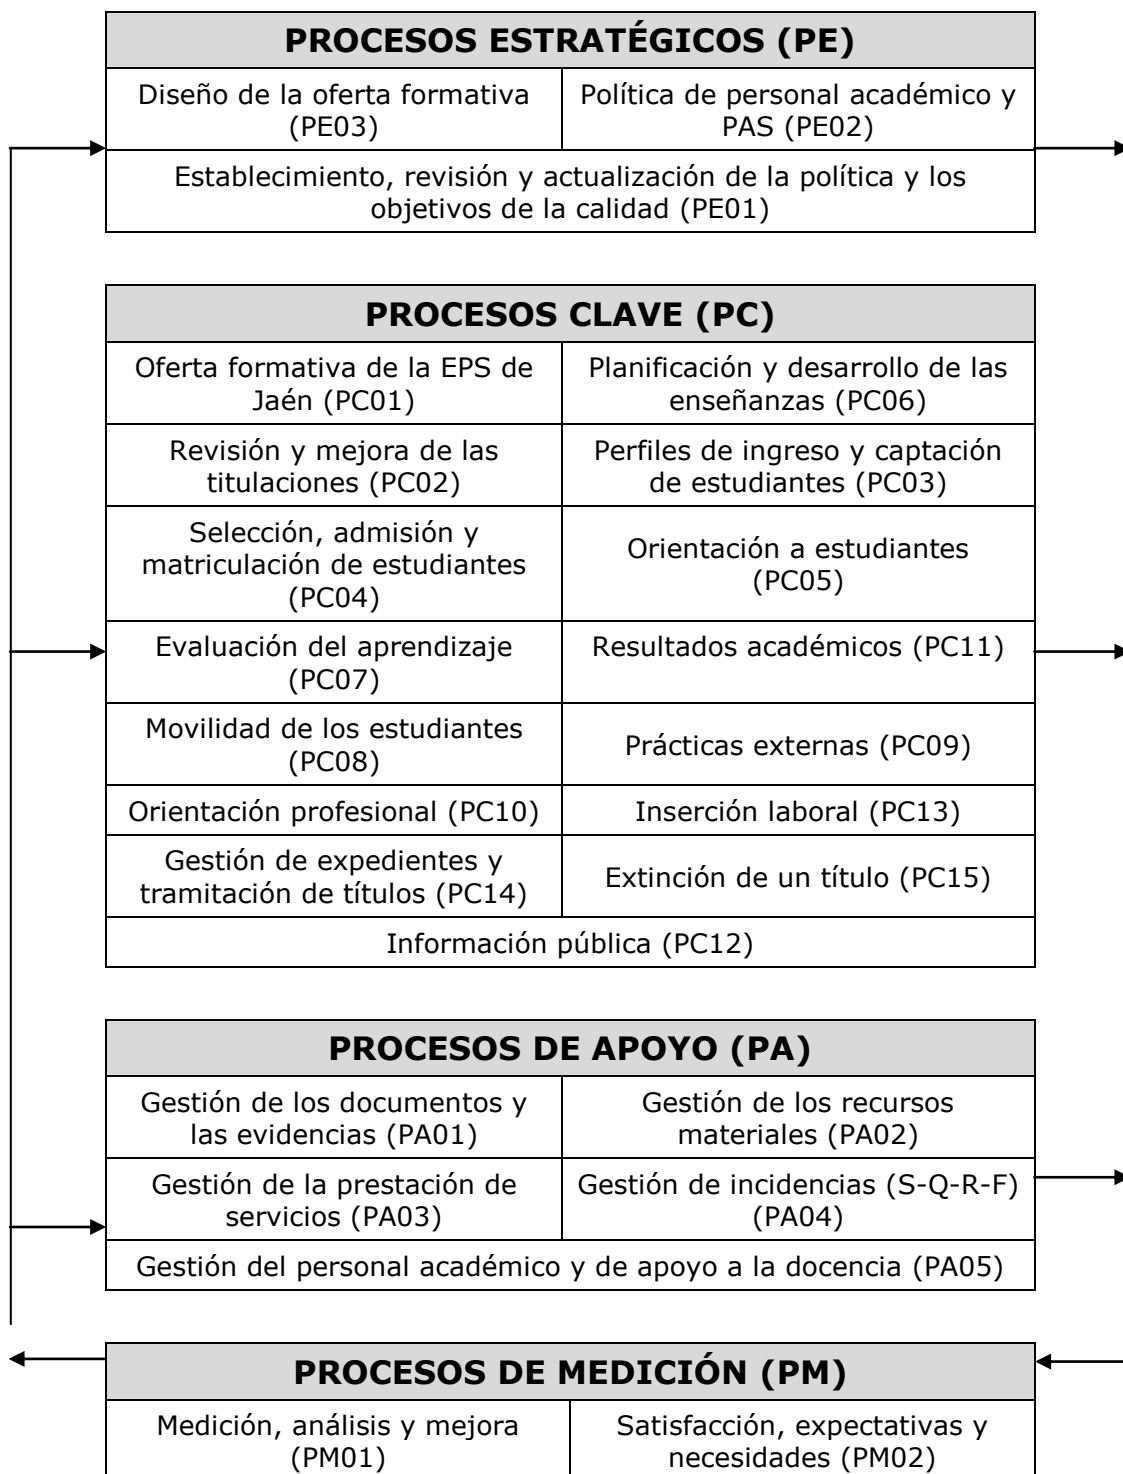 PROCESOS ESTRATÉGICOS (PE)
Diseño de la oferta formativa
(PE03)
Política de personal académico y
PAS (PE02)
Establecimiento, revisión y actualización de la política y los
objetivos de la calidad (PE01)
PROCESOS CLAVE (PC)
Oferta formativa de la EPS de
Jaén (PC01)
Planificación y desarrollo de las
enseñanzas (PC06)
Revisión y mejora de las
titulaciones (PC02)
Perfiles de ingreso y captación
de estudiantes (PC03)
Selección, admisión y
matriculación de estudiantes
(PC04)
Orientación a estudiantes
(PC05)
Evaluación del aprendizaje
(PC07)
Resultados académicos (PC11)
Movilidad de los estudiantes
(PC08)
Prácticas externas (PC09)
Orientación profesional (PC10)
Inserción laboral (PC13)
Gestión de expedientes y
tramitación de títulos (PC14)
Extinción de un título (PC15)
Información pública (PC12)
PROCESOS DE APOYO (PA)
Gestión de los documentos y
las evidencias (PA01)
Gestión de los recursos
materiales (PA02)
Gestión de la prestación de
servicios (PA03)
Gestión de incidencias (S-Q-R-F)
(PA04)
Gestión del personal académico y de apoyo a la docencia (PA05)
PROCESOS DE MEDICIÓN (PM)
Medición, análisis y mejora
(PM01)
Satisfacción, expectativas y
necesidades (PM02)